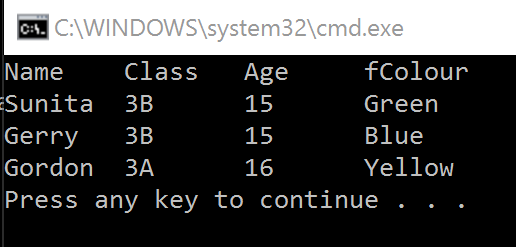 C:\WINDOWS\system32\cmd.exe
Name Class Age fColour
Sunita 3B 15 Green
Gerry 3B 15 Blue
Gordon 3A 16 Yellow
Press any key to continue . . .